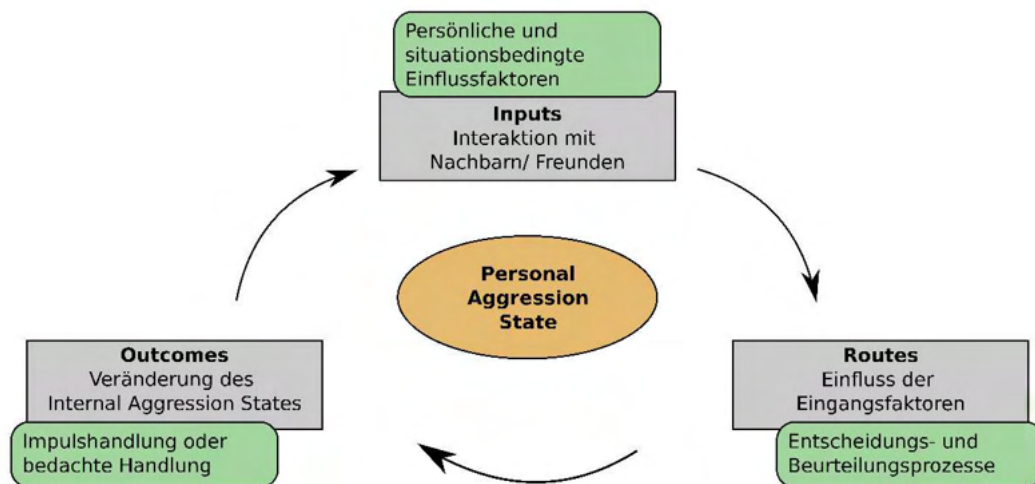 Persönliche und
situationsbedingte
Einflussfaktoren
Inputs
Interaktion mit
Nachbarn/ Freunden
Personal
Aggression
State
Outcomes
Veränderung des
Internal Aggression States
Impulshandlung oder
bedachte Handlung
Routes
Einfluss der
Eingangsfaktoren
Entscheidungs- und
Beurteilungsprozesse